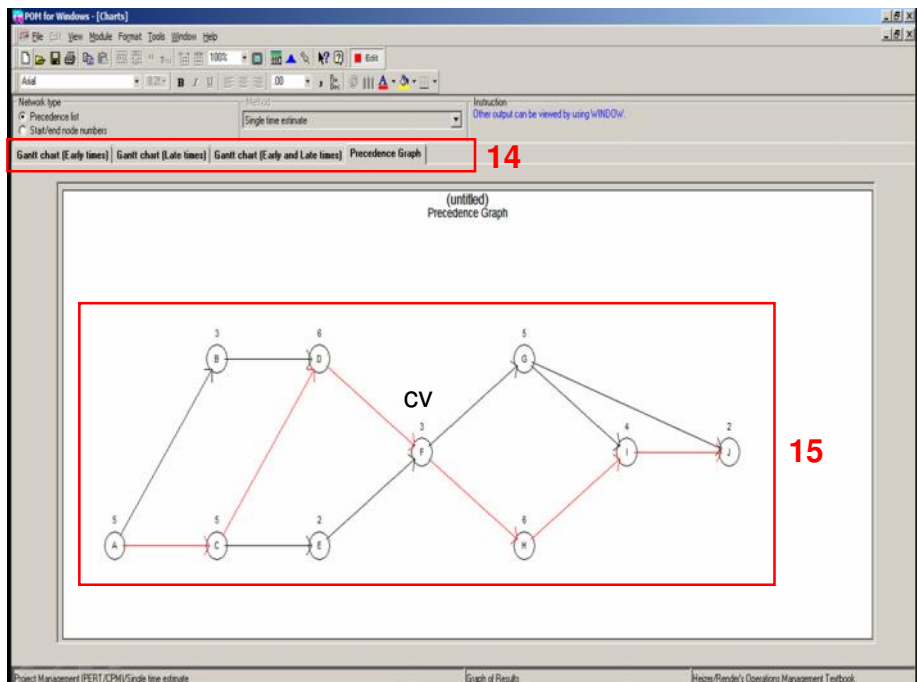 POM for Windows - [Charts]
File Edit View Module Format Tools Window Help
100% Edit
Arial B I U .00
Network type
Precedence list
Start/end node numbers
Method
Single time estimate
Instruction
Other output can be viewed by using WINDOW.
Gantt chart (Early times) Gantt chart (Late times) Gantt chart (Early and Late times) Precedence Graph
14
(untitled)
Precedence Graph
3 6 5
B D G
cv
3 4 2
F I J
15
5 5 2 6
A C E H
Project Management (PERT/CPM)/Single time estimate Graph of Results Heizer/Render's Operations Management Textbook